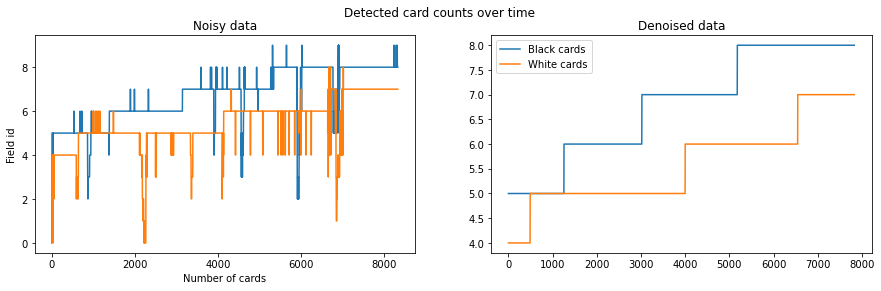 Detected card counts over time
Noisy data
Field id
8
6
4
2
0
0 2000 4000 6000 8000
Number of cards
Denoised data
Black cards
White cards
8.0
7.5
7.0
6.5
6.0
5.5
5.0
4.5
4.0
0 1000 2000 3000 4000 5000 6000 7000 8000